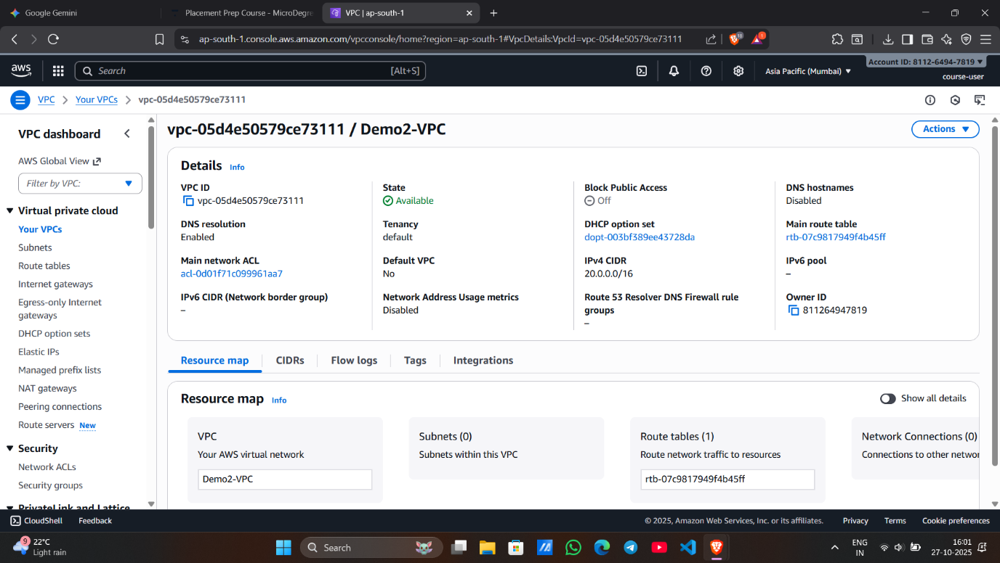 Google Gemini
Placement Prep Course - MicroDegre
VPC | ap-south-1
ap-south-1.console.aws.amazon.com/vpcconsole/home?region=ap-south-1#VpcDetails:VpcId=vpc-05d4e50579ce73111
18
1
aws
Search
[Alt+S]
Asia Pacific (Mumbai)
Account ID: 8112-6494-7819
course-user
VPC
Your VPCs
vpc-05d4e50579ce73111
VPC dashboard
AWS Global View
Filter by VPC:
Virtual private cloud
Your VPCs
Subnets
Route tables
Internet gateways
Egress-only Internet
gateways
DHCP option sets
Elastic IPs
Managed prefix lists
NAT gateways
Peering connections
Route servers New
Security
Network ACLs
Security groups
PrivateLink and Lattice
vpc-05d4e50579ce73111 / Demo2-VPC
Actions
Details Info
VPC ID
vpc-05d4e50579ce73111
State
Available
Block Public Access
Off
DNS hostnames
Disabled
DNS resolution
Enabled
Tenancy
default
DHCP option set
dopt-003bf389ee43728da
Main route table
rtb-07c9817949f4b45ff
Main network ACL
acl-0d01f71c099961aa7
Default VPC
No
IPv4 CIDR
20.0.0.0/16
IPv6 pool
–
IPv6 CIDR (Network border group)
–
Network Address Usage metrics
Disabled
Route 53 Resolver DNS Firewall rule
groups
–
Owner ID
811264947819
Resource map
CIDRs
Flow logs
Tags
Integrations
Resource map Info
Show all details
VPC
Your AWS virtual network
Demo2-VPC
Subnets (0)
Subnets within this VPC
Route tables (1)
Route network traffic to resources
rtb-07c9817949f4b45ff
Network Connections (0)
Connections to other networ
CloudShell
Feedback
© 2025, Amazon Web Services, Inc. or its affiliates.
Privacy
Terms
Cookie preferences
9
22°C
Light rain
Search
ENG
IN
16:01
27-10-2025